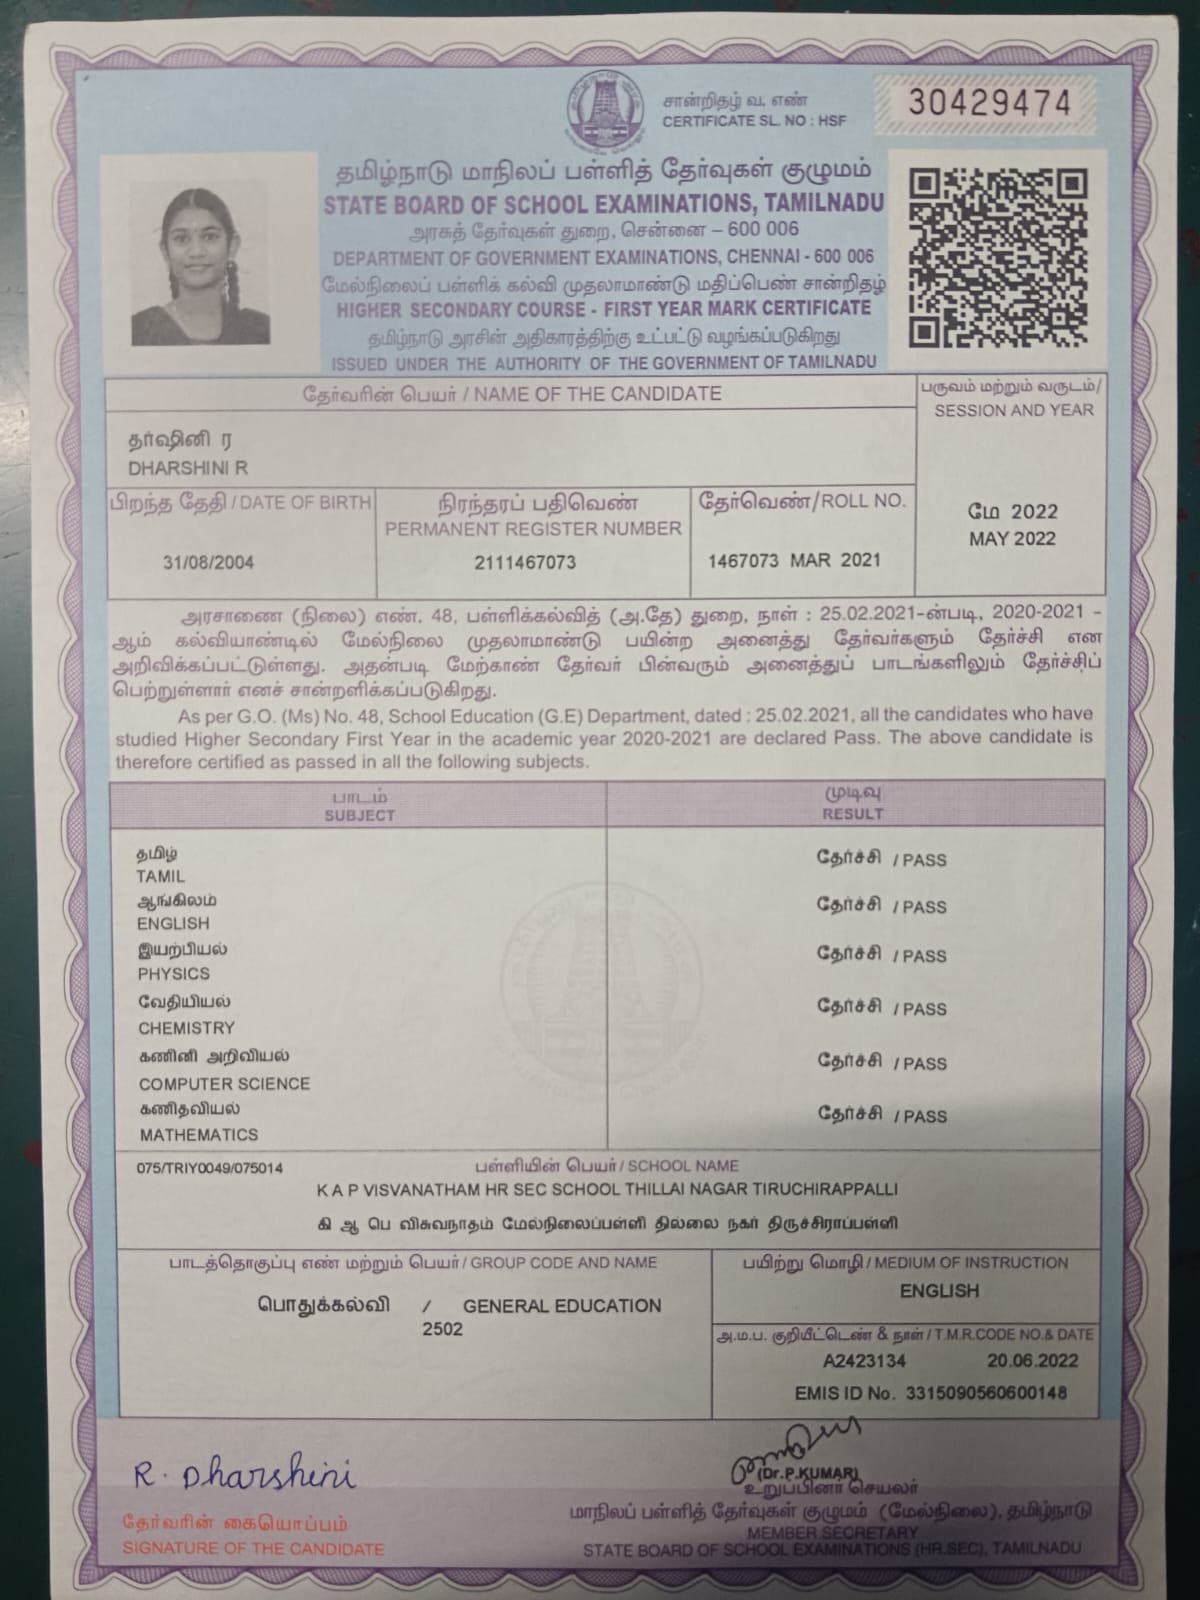 சான்றிதழ் வ. எண்
CERTIFICATE SL. NO : HSF
30429474
தமிழ்நாடு மாநிலப் பள்ளித் தேர்வுகள் குழுமம்
STATE BOARD OF SCHOOL EXAMINATIONS, TAMILNADU
அரசுத் தேர்வுகள் துறை, சென்னை – 600 006
DEPARTMENT OF GOVERNMENT EXAMINATIONS, CHENNAI - 600 006
மேல்நிலைப் பள்ளிக் கல்வி முதலாமாண்டு மதிப்பெண் சான்றிதழ்
HIGHER SECONDARY COURSE - FIRST YEAR MARK CERTIFICATE
தமிழ்நாடு அரசின் அதிகாரத்திற்கு உட்பட்டு வழங்கப்படுகிறது
ISSUED UNDER THE AUTHORITY OF THE GOVERNMENT OF TAMILNADU
தேர்வரின் பெயர் / NAME OF THE CANDIDATE
பருவம் மற்றும் வருடம்/
SESSION AND YEAR
தர்ஷினி ர
DHARSHINI R
பிறந்த தேதி / DATE OF BIRTH
நிரந்தரப் பதிவெண்
PERMANENT REGISTER NUMBER
தேர்வெண்/ROLL NO.
மே 2022
MAY 2022
31/08/2004
2111467073
1467073 MAR 2021
அரசாணை (நிலை) எண். 48, பள்ளிக்கல்வித் (அ.தே) துறை, நாள் : 25.02.2021-ன்படி, 2020-2021 -
ஆம் கல்வியாண்டில் மேல்நிலை முதலாமாண்டு பயின்ற அனைத்து தேர்வர்களும் தேர்ச்சி என
அறிவிக்கப்பட்டுள்ளது. அதன்படி மேற்காண் தேர்வர் பின்வரும் அனைத்துப் பாடங்களிலும் தேர்ச்சிப்
பெற்றுள்ளார் எனச் சான்றளிக்கப்படுகிறது.
As per G.O. (Ms) No. 48, School Education (G.E) Department, dated : 25.02.2021, all the candidates who have
studied Higher Secondary First Year in the academic year 2020-2021 are declared Pass. The above candidate is
therefore certified as passed in all the following subjects.
பாடம்
SUBJECT
முடிவு
RESULT
தமிழ்
TAMIL
தேர்ச்சி / PASS
ஆங்கிலம்
ENGLISH
தேர்ச்சி / PASS
இயற்பியல்
PHYSICS
தேர்ச்சி / PASS
வேதியியல்
CHEMISTRY
தேர்ச்சி / PASS
கணினி அறிவியல்
COMPUTER SCIENCE
தேர்ச்சி / PASS
கணிதவியல்
MATHEMATICS
தேர்ச்சி / PASS
075/TRIY0049/075014
பள்ளியின் பெயர் / SCHOOL NAME
K A P VISVANATHAM HR SEC SCHOOL THILLAI NAGAR TIRUCHIRAPPALLI
கி ஆ பெ விசுவநாதம் மேல்நிலைப்பள்ளி தில்லை நகர் திருச்சிராப்பள்ளி
பாடத்தொகுப்பு எண் மற்றும் பெயர் / GROUP CODE AND NAME
பொதுக்கல்வி / GENERAL EDUCATION
2502
பயிற்று மொழி / MEDIUM OF INSTRUCTION
ENGLISH
அ.ம.ப. குறியீட்டெண் & நாள் / T.M.R.CODE NO.& DATE
A2423134 20.06.2022
EMIS ID No. 3315090560600148
R. Dharshini
தேர்வரின் கையொப்பம்
SIGNATURE OF THE CANDIDATE
(Dr.P.KUMAR)
உறுப்பினர் செயலர்
மாநிலப் பள்ளித் தேர்வுகள் குழுமம் (மேல்நிலை), தமிழ்நாடு
MEMBER SECRETARY
STATE BOARD OF SCHOOL EXAMINATIONS (HR.SEC), TAMILNADU